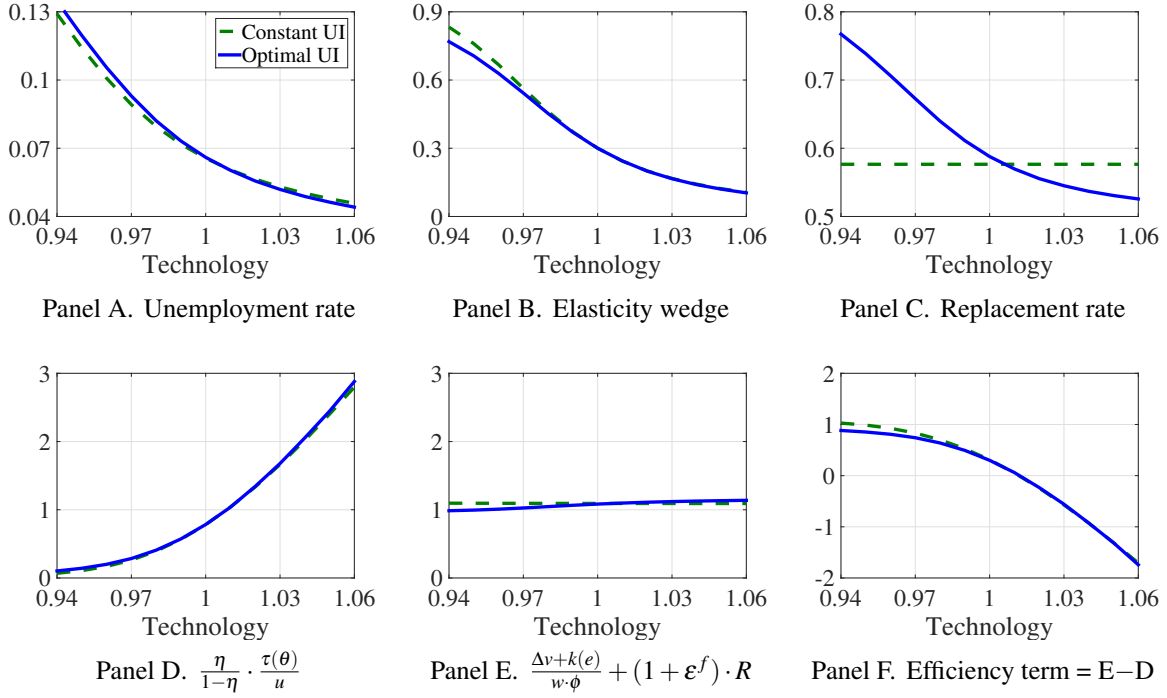 0.13
0.1
0.07
0.04
Constant UI
Optimal UI
0.94 0.97 1 1.03 1.06
Technology
Panel A. Unemployment rate
0.9
0.6
0.3
0
0.94 0.97 1 1.03 1.06
Technology
Panel B. Elasticity wedge
0.8
0.7
0.6
0.5
0.94 0.97 1 1.03 1.06
Technology
Panel C. Replacement rate
3
2
1
0
0.94 0.97 1 1.03 1.06
Technology
Panel D. η/(1−η) · τ(θ)/u
3
2
1
0
0.94 0.97 1 1.03 1.06
Technology
Panel E. (Δv+k(e))/(w·ϕ) + (1+ε^f)·R
2
1
0
-1
-2
0.94 0.97 1 1.03 1.06
Technology
Panel F. Efficiency term = E−D